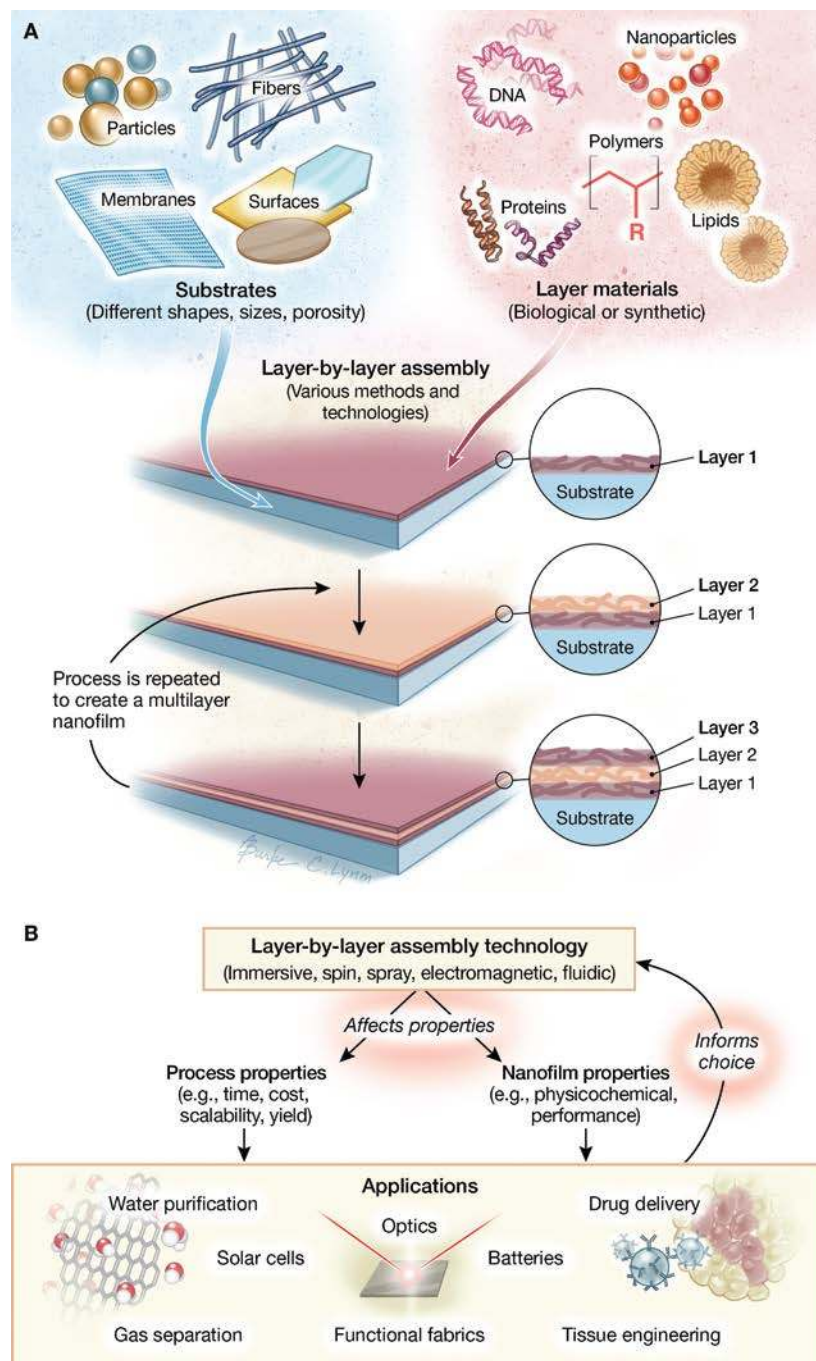 A
Particles
Fibers
Membranes
Surfaces
DNA
Nanoparticles
Polymers
Proteins
R
Lipids
Substrates
(Different shapes, sizes, porosity)
Layer materials
(Biological or synthetic)
Layer-by-layer assembly
(Various methods and
technologies)
Layer 1
Substrate
Layer 2
Layer 1
Substrate
Process is repeated
to create a multilayer
nanofilm
Layer 3
Layer 2
Layer 1
Substrate
C. Lynm
B
Layer-by-layer assembly technology
(Immersive, spin, spray, electromagnetic, fluidic)
Affects properties
Informs
choice
Process properties
(e.g., time, cost,
scalability, yield)
Nanofilm properties
(e.g., physicochemical,
performance)
Applications
Water purification
Optics
Drug delivery
Solar cells
Batteries
Gas separation
Functional fabrics
Tissue engineering